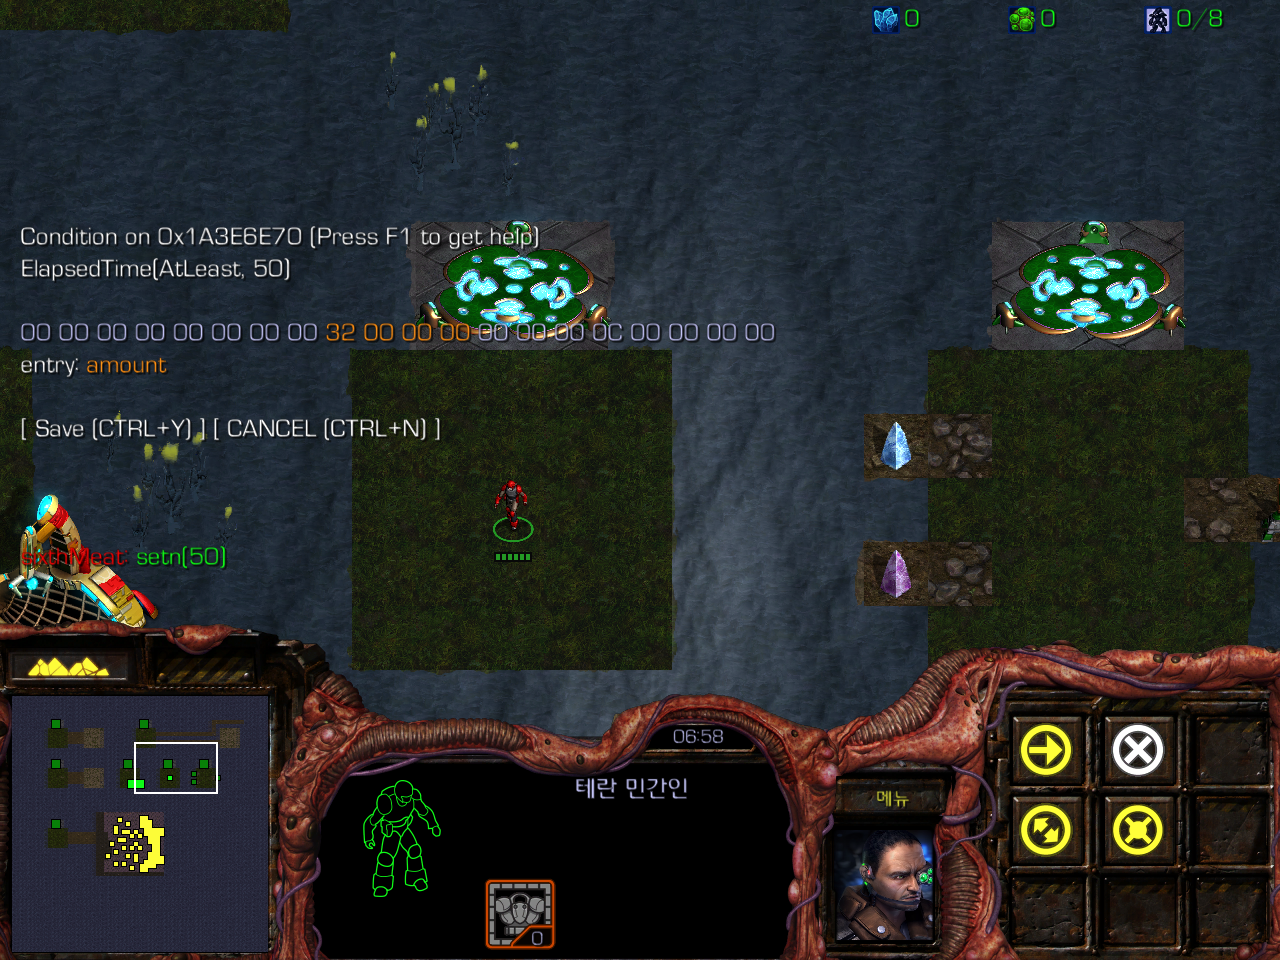 0 0 0/8
Condition on 0x1A3E6E70 (Press F1 to get help)
ElapsedTime(AtLeast, 50)
00 00 00 00 00 00 00 00 32 00 00 00 00 00 00 0C 00 00 00 00
entry: amount
[ Save (CTRL+Y) ] [ CANCEL (CTRL+N) ]
sixthMeat: setn(50)
06:58
테란 민간인
메뉴
0